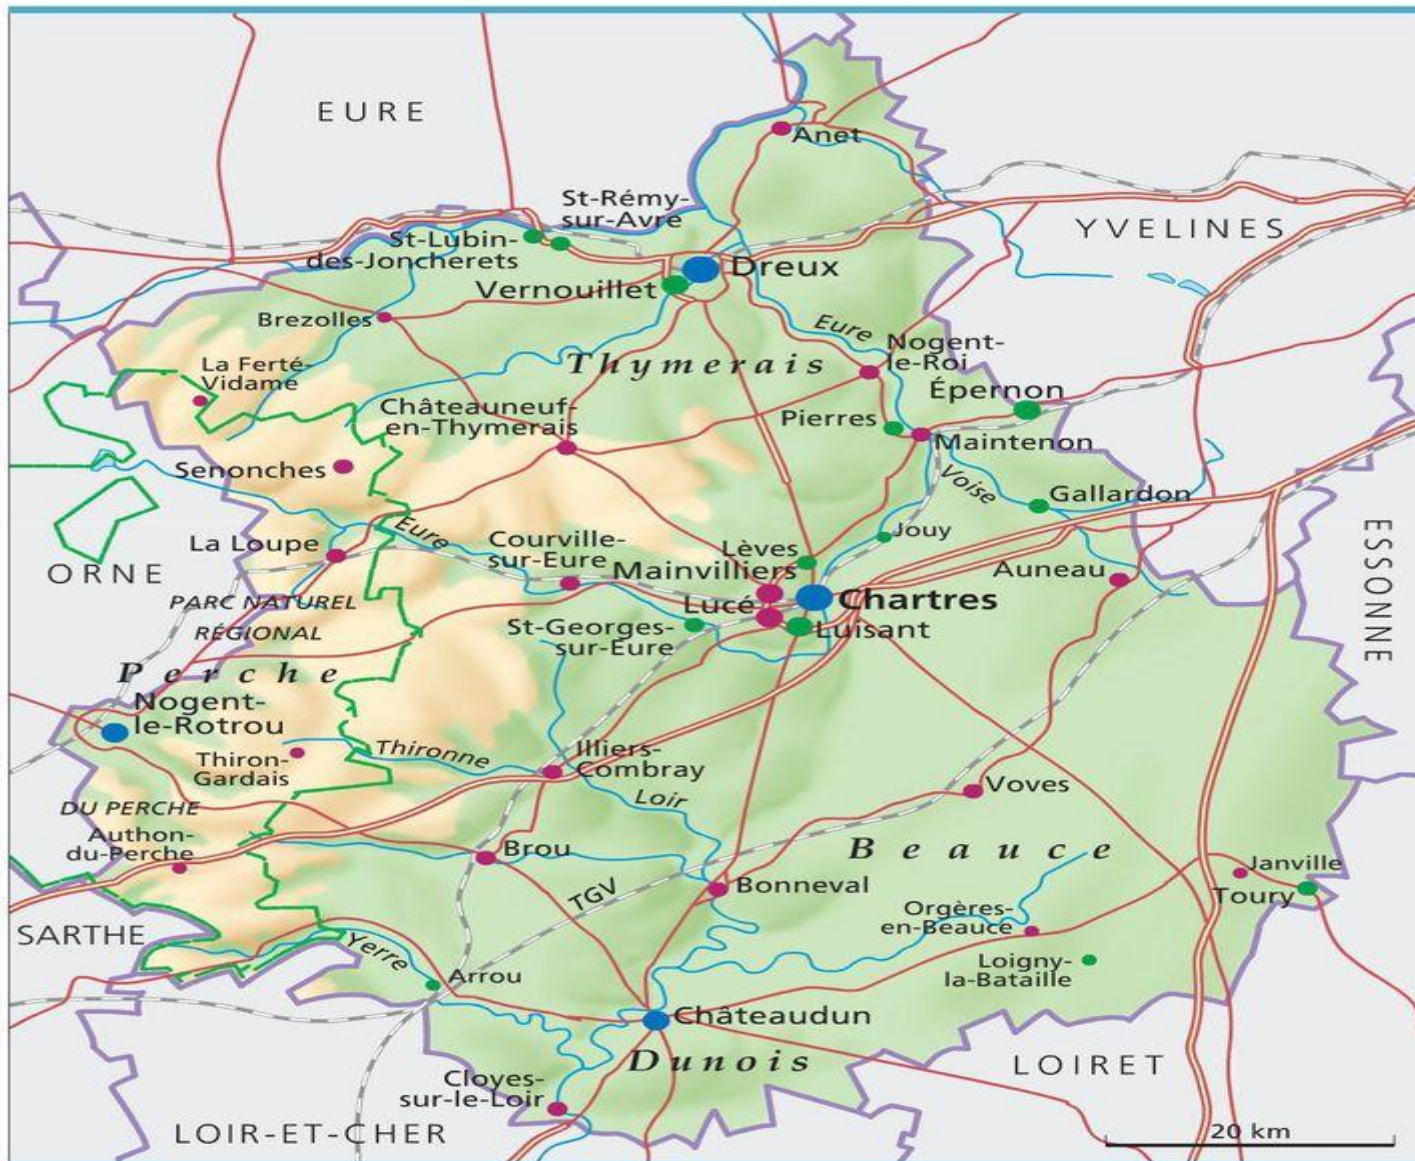 EURE
Anet
St-Rémy-
sur-Avre
YVELINES
St-Lubin-
des-Joncherets
Dreux
Vernouillet
Brezolles
Eure
Nogent-
le-Roi
La Ferté-
Vidame
Thymerais
Épernon
Châteauneuf-
en-Thymerais
Pierres
Maintenon
Senonches
Voise
Gallardon
Eure
Courville-
sur-Eure
Jouy
La Loupe
Lèves
ESSONNE
ORNE
Mainvilliers
Auneau
PARC NATUREL
Lucé
Chartres
RÉGIONAL
St-Georges-
sur-Eure
Luisant
Perche
Nogent-
le-Rotrou
Thironne
Illiers-
Combray
Thiron-
Gardais
Voves
Loir
DU PERCHE
Authon-
du-Perche
Brou
Beauce
Janville
TGV
Bonneval
Toury
Orgères-
en-Beauce
SARTHE
Yerre
Arrou
Loigny-
la-Bataille
Châteaudun
Dunois
LOIRET
Cloyes-
sur-le-Loir
LOIR-ET-CHER
20 km